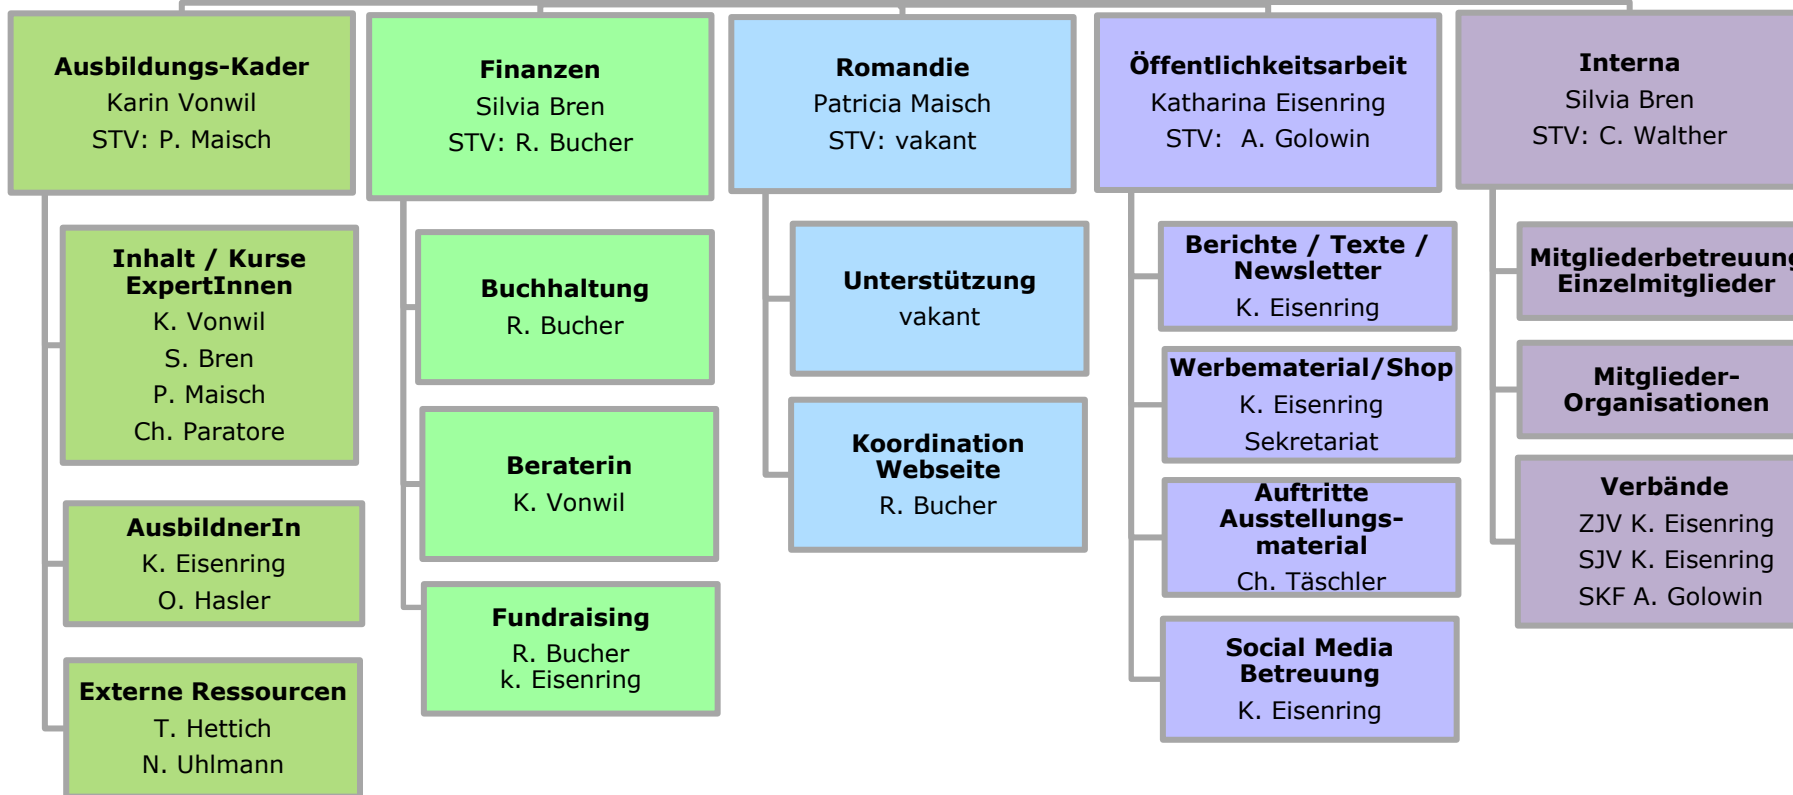 Ausbildungs-Kader
Karin Vonwil
STV: P. Maisch
Inhalt / Kurse
ExpertInnen
K. Vonwil
S. Bren
P. Maisch
Ch. Paratore
AusbildnerIn
K. Eisenring
O. Hasler
Externe Ressourcen
T. Hettich
N. Uhlmann
Finanzen
Silvia Bren
STV: R. Bucher
Buchhaltung
R. Bucher
Beraterin
K. Vonwil
Fundraising
R. Bucher
k. Eisenring
Romandie
Patricia Maisch
STV: vakant
Unterstützung
vakant
Koordination
Webseite
R. Bucher
Öffentlichkeitsarbeit
Katharina Eisenring
STV:  A. Golowin
Berichte / Texte /
Newsletter
K. Eisenring
Werbematerial/Shop
K. Eisenring
Sekretariat
Auftritte
Ausstellungs-
material
Ch. Täschler
Social Media
Betreuung
K. Eisenring
Interna
Silvia Bren
STV: C. Walther
Mitgliederbetreuung
Einzelmitglieder
Mitglieder-
Organisationen
Verbände
ZJV K. Eisenring
SJV K. Eisenring
SKF A. Golowin